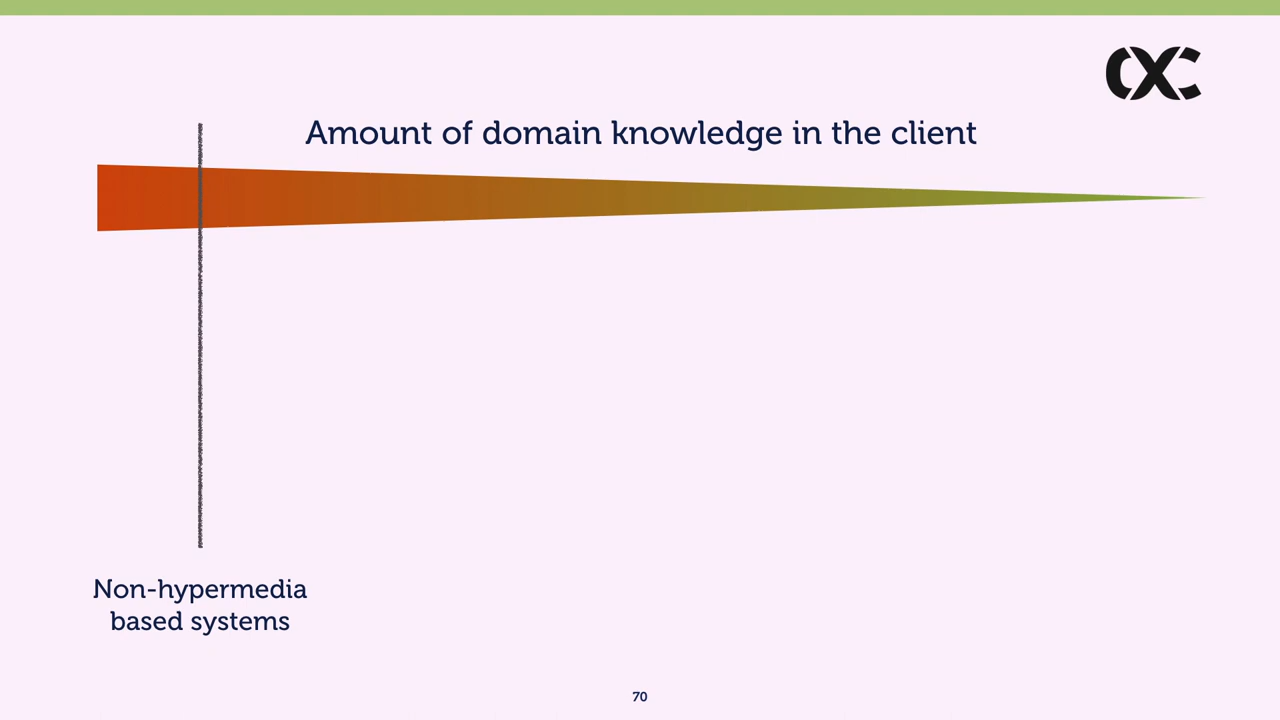 Amount of domain knowledge in the client
Non-hypermedia
based systems
70